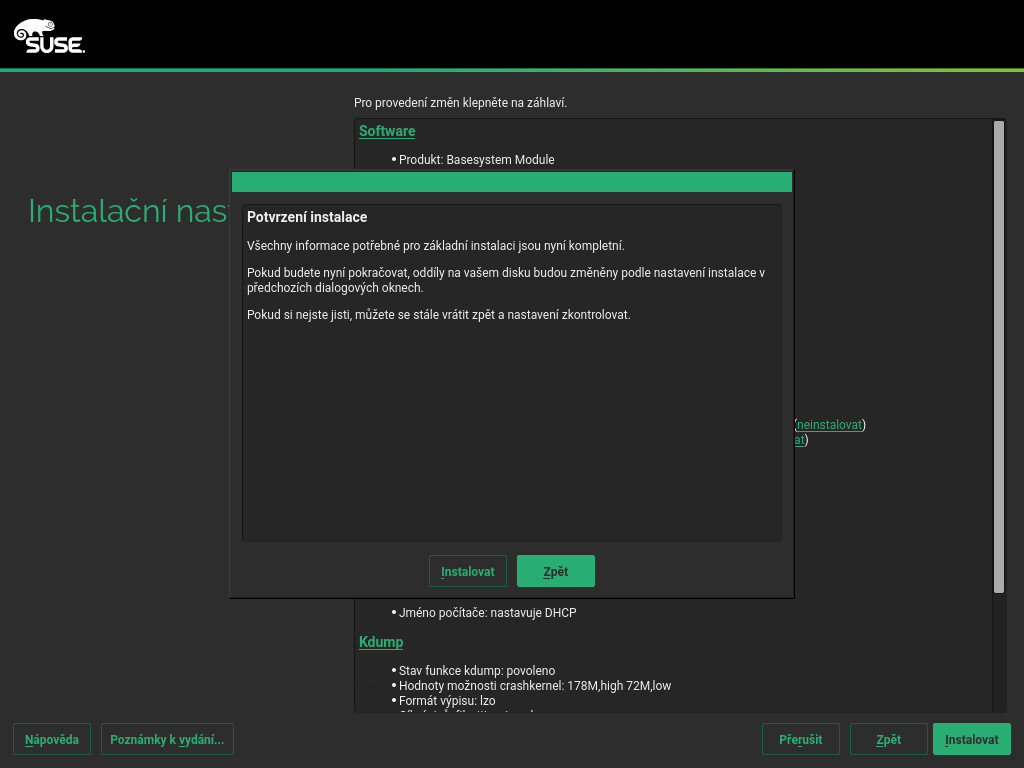 SUSE.
Pro provedení změn klepněte na záhlaví.
Software
• Produkt: Basesystem Module
Instalační nas
Potvrzení instalace
Všechny informace potřebné pro základní instalaci jsou nyní kompletní.
Pokud budete nyní pokračovat, oddíly na vašem disku budou změněny podle nastavení instalace v
předchozích dialogových oknech.
Pokud si nejste jisti, můžete se stále vrátit zpět a nastavení zkontrolovat.
(neinstalovat)
at)
Instalovat Zpět
• Jméno počítače: nastavuje DHCP
Kdump
• Stav funkce kdump: povoleno
• Hodnoty možnosti crashkernel: 178M,high 72M,low
• Formát výpisu: lzo
Nápověda Poznámky k vydání... Přerušit Zpět Instalovat